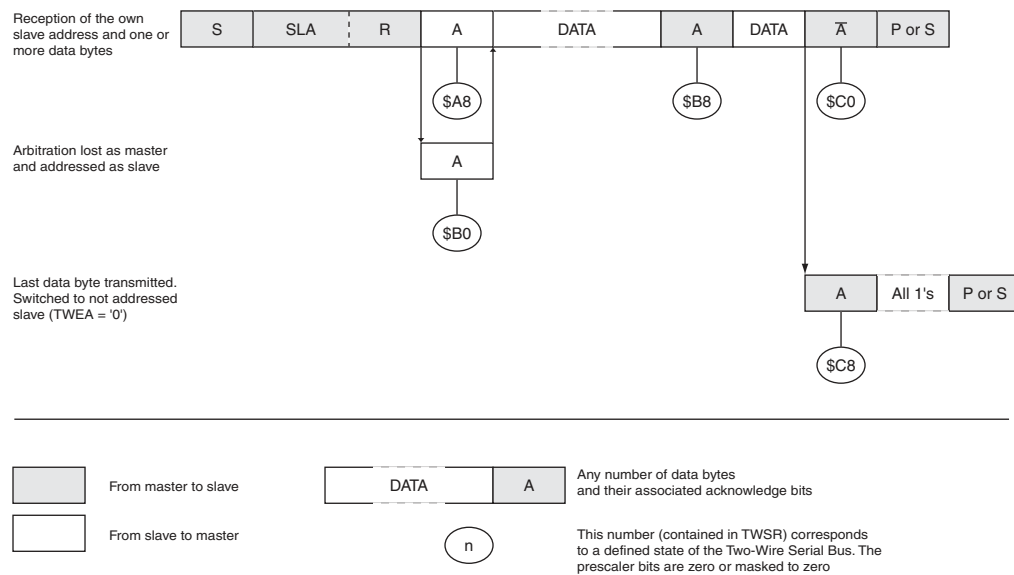 Reception of the own
slave address and one or
more data bytes
S SLA R A DATA A DATA A̅ P or S
$A8 $B8 $C0
Arbitration lost as master
and addressed as slave
A
$B0
Last data byte transmitted.
Switched to not addressed
slave (TWEA = '0')
A All 1's P or S
$C8
From master to slave
DATA A
Any number of data bytes
and their associated acknowledge bits
From slave to master
n
This number (contained in TWSR) corresponds
to a defined state of the Two-Wire Serial Bus. The
prescaler bits are zero or masked to zero